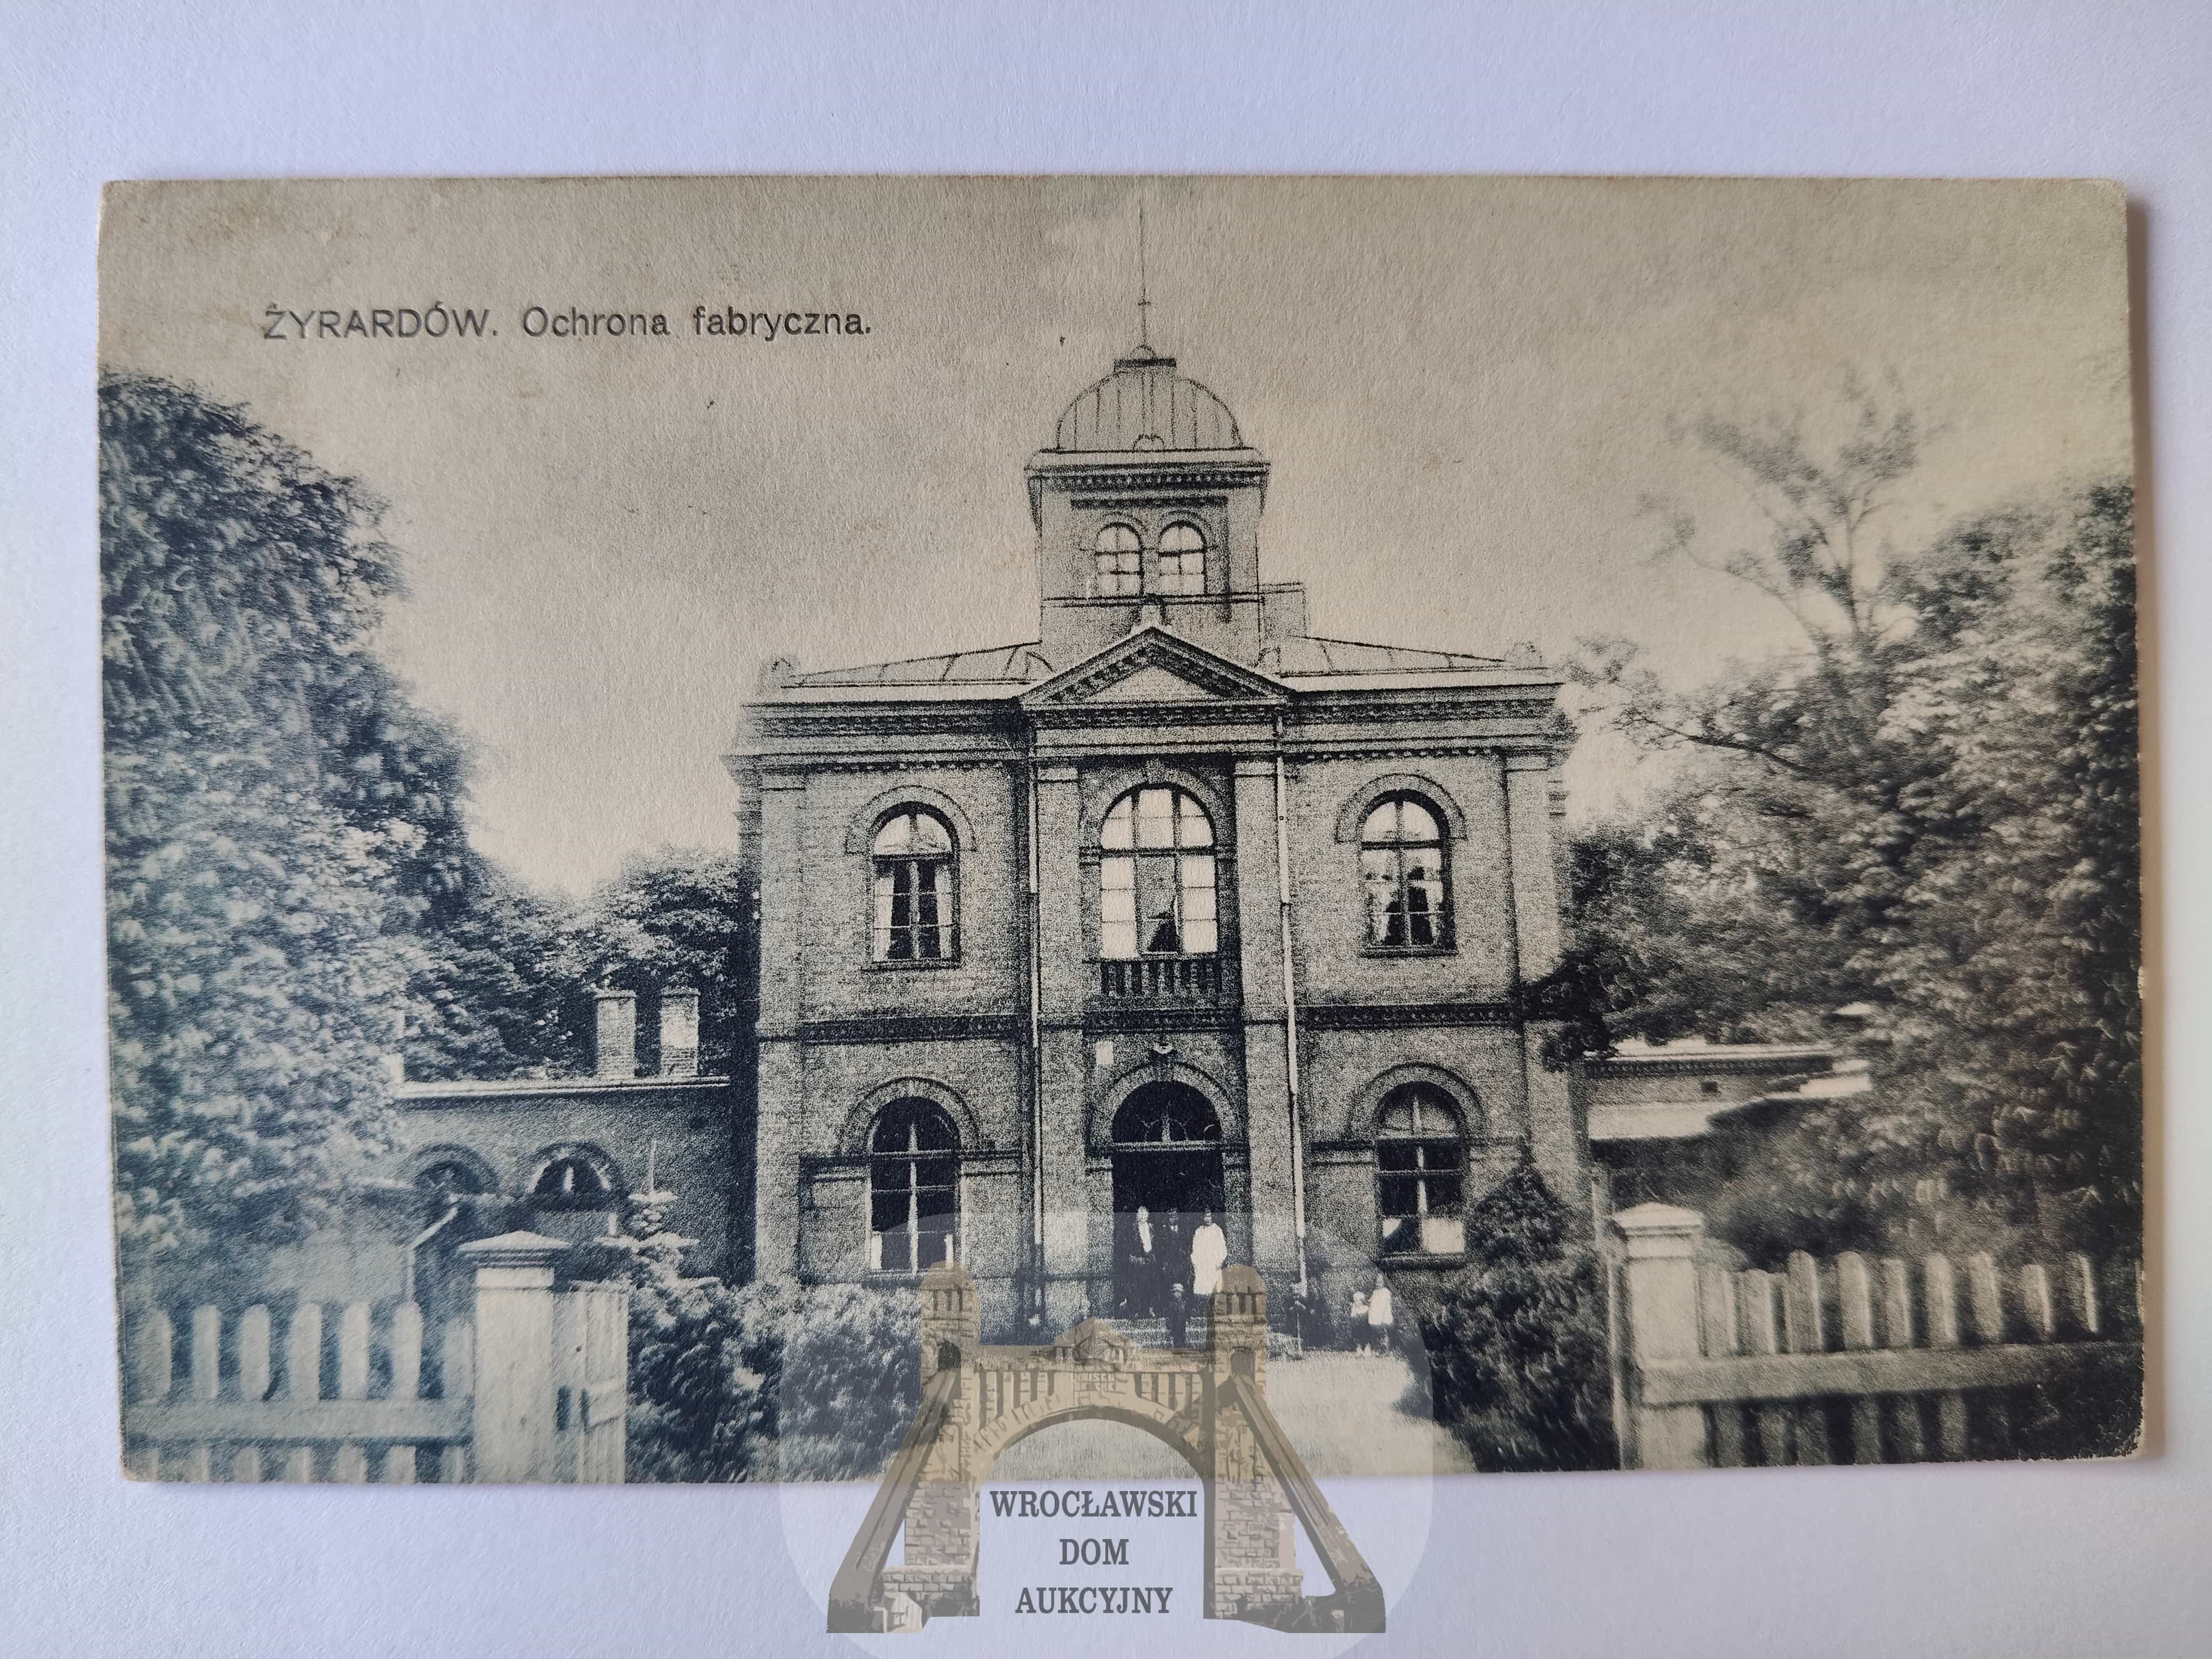 ŻYRARDÓW. Ochrona fabryczna.
WROCŁAWSKI
DOM
AUKCYJNY